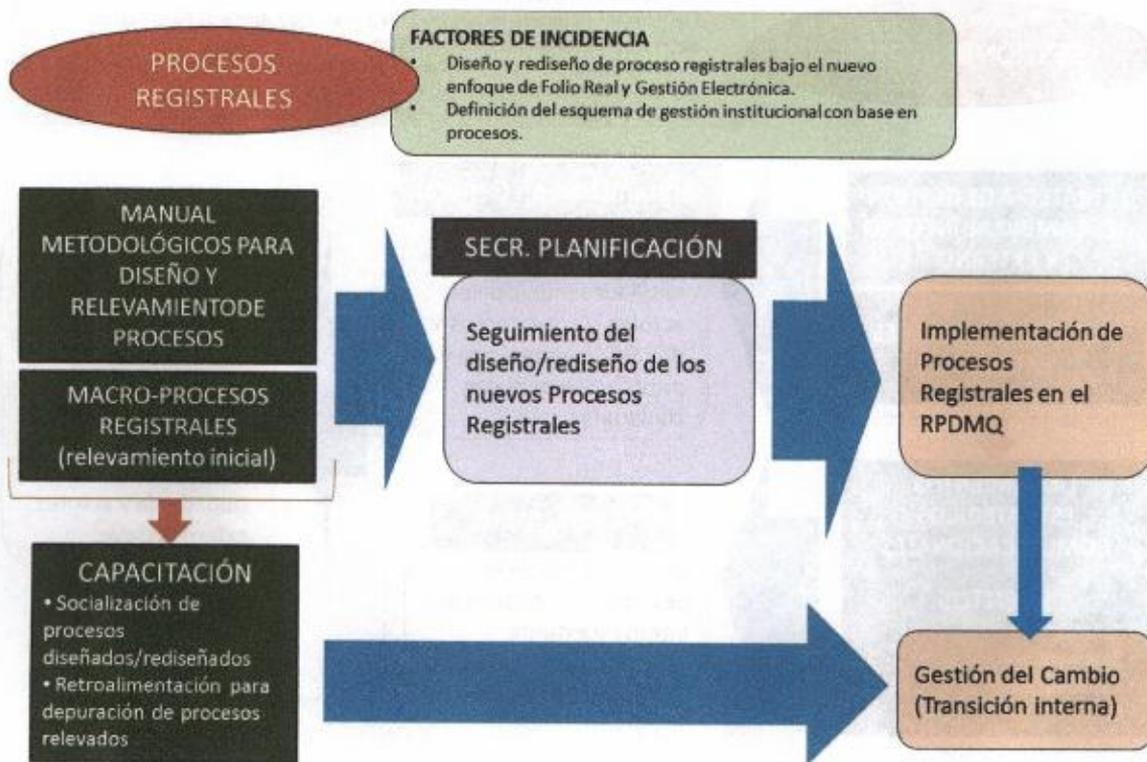 PROCESOS
REGISTRALES
FACTORES DE INCIDENCIA
• Diseño y rediseño de proceso registrales bajo el nuevo
enfoque de Folio Real y Gestión Electrónica.
• Definición del esquema de gestión institucional con base en
procesos.
MANUAL
METODOLÓGICOS PARA
DISEÑO Y
RELEVAMIENTODE
PROCESOS
MACRO-PROCESOS
REGISTRALES
(relevamiento inicial)
SECR. PLANIFICACIÓN
Seguimiento del
diseño/rediseño de los
nuevos Procesos
Registrales
Implementación de
Procesos
Registrales en el
RPDMQ
CAPACITACIÓN
• Socialización de
procesos
diseñados/rediseñados
• Retroalimentación para
depuración de procesos
relevados
Gestión del Cambio
(Transición interna)